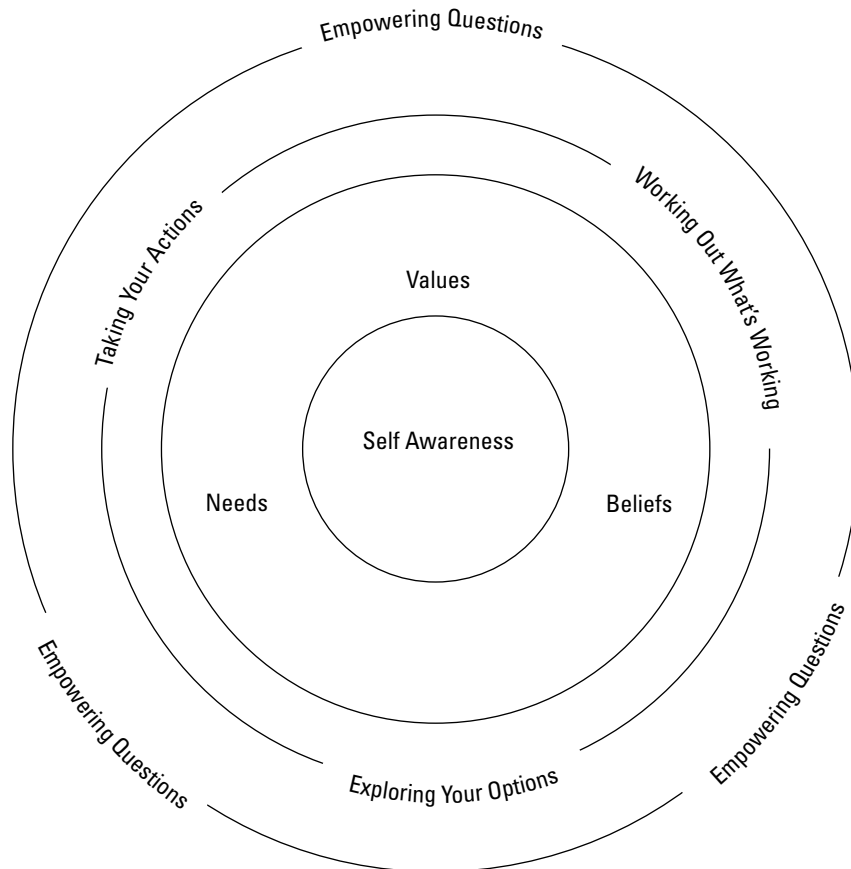 Empowering Questions
Working Out What's Working
Taking Your Actions
Values
Self Awareness
Needs
Beliefs
Empowering Questions
Empowering Questions
Exploring Your Options